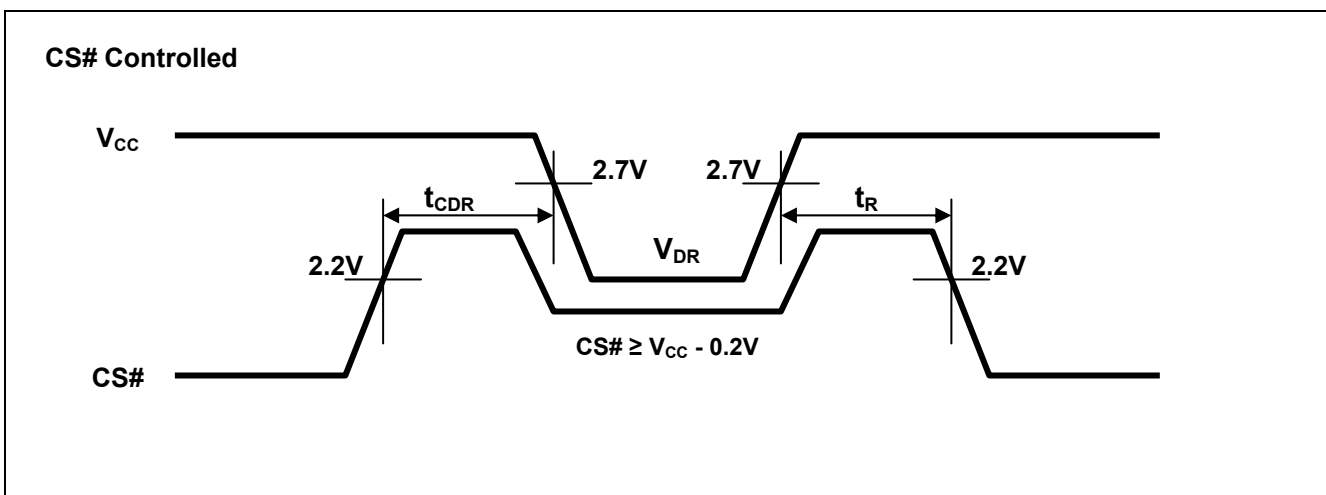 CS# Controlled
VCC
2.7V 2.7V
tCDR tR
VDR
2.2V 2.2V
CS# ≥ VCC - 0.2V
CS#